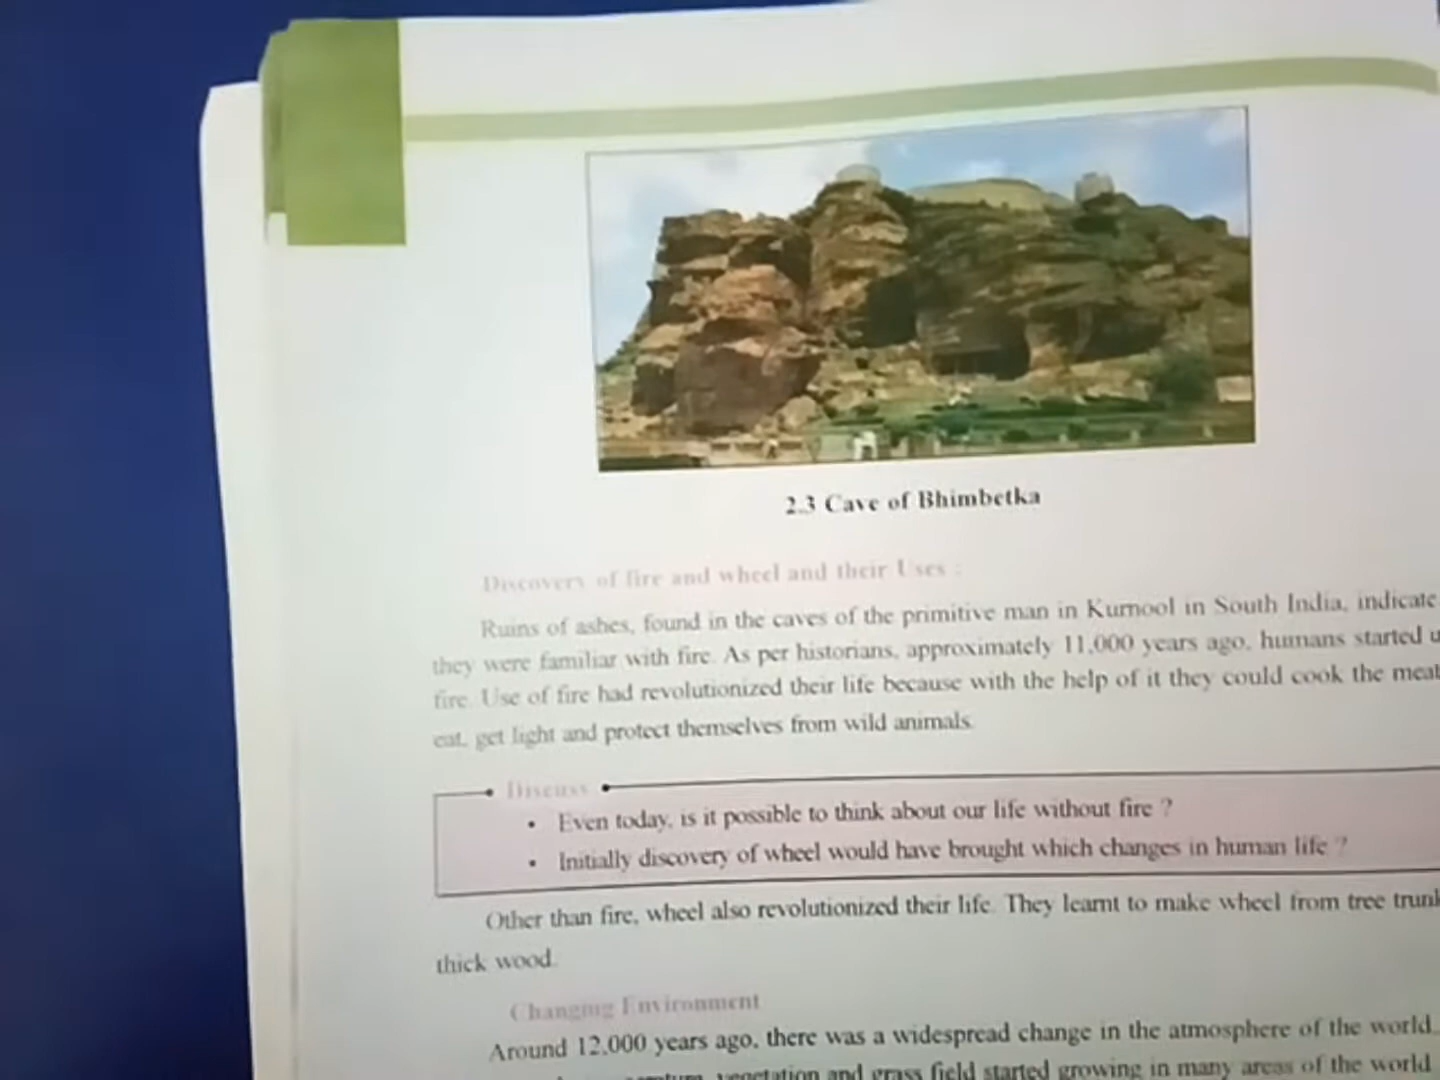 2.3 Cave of Bhimbetka
Discovery of fire and wheel and their Uses :
Ruins of ashes, found in the caves of the primitive man in Kurnool in South India, indicate
they were familiar with fire. As per historians, approximately 11,000 years ago, humans started
fire. Use of fire had revolutionized their life because with the help of it they could cook the meat
eat, get light and protect themselves from wild animals.
Discuss
• Even today, is it possible to think about our life without fire ?
• Initially discovery of wheel would have brought which changes in human life ?
Other than fire, wheel also revolutionized their life. They learnt to make wheel from tree trunk
thick wood.
Changing Environment
Around 12,000 years ago, there was a widespread change in the atmosphere of the world.
vegetation and grass field started growing in many areas of the world